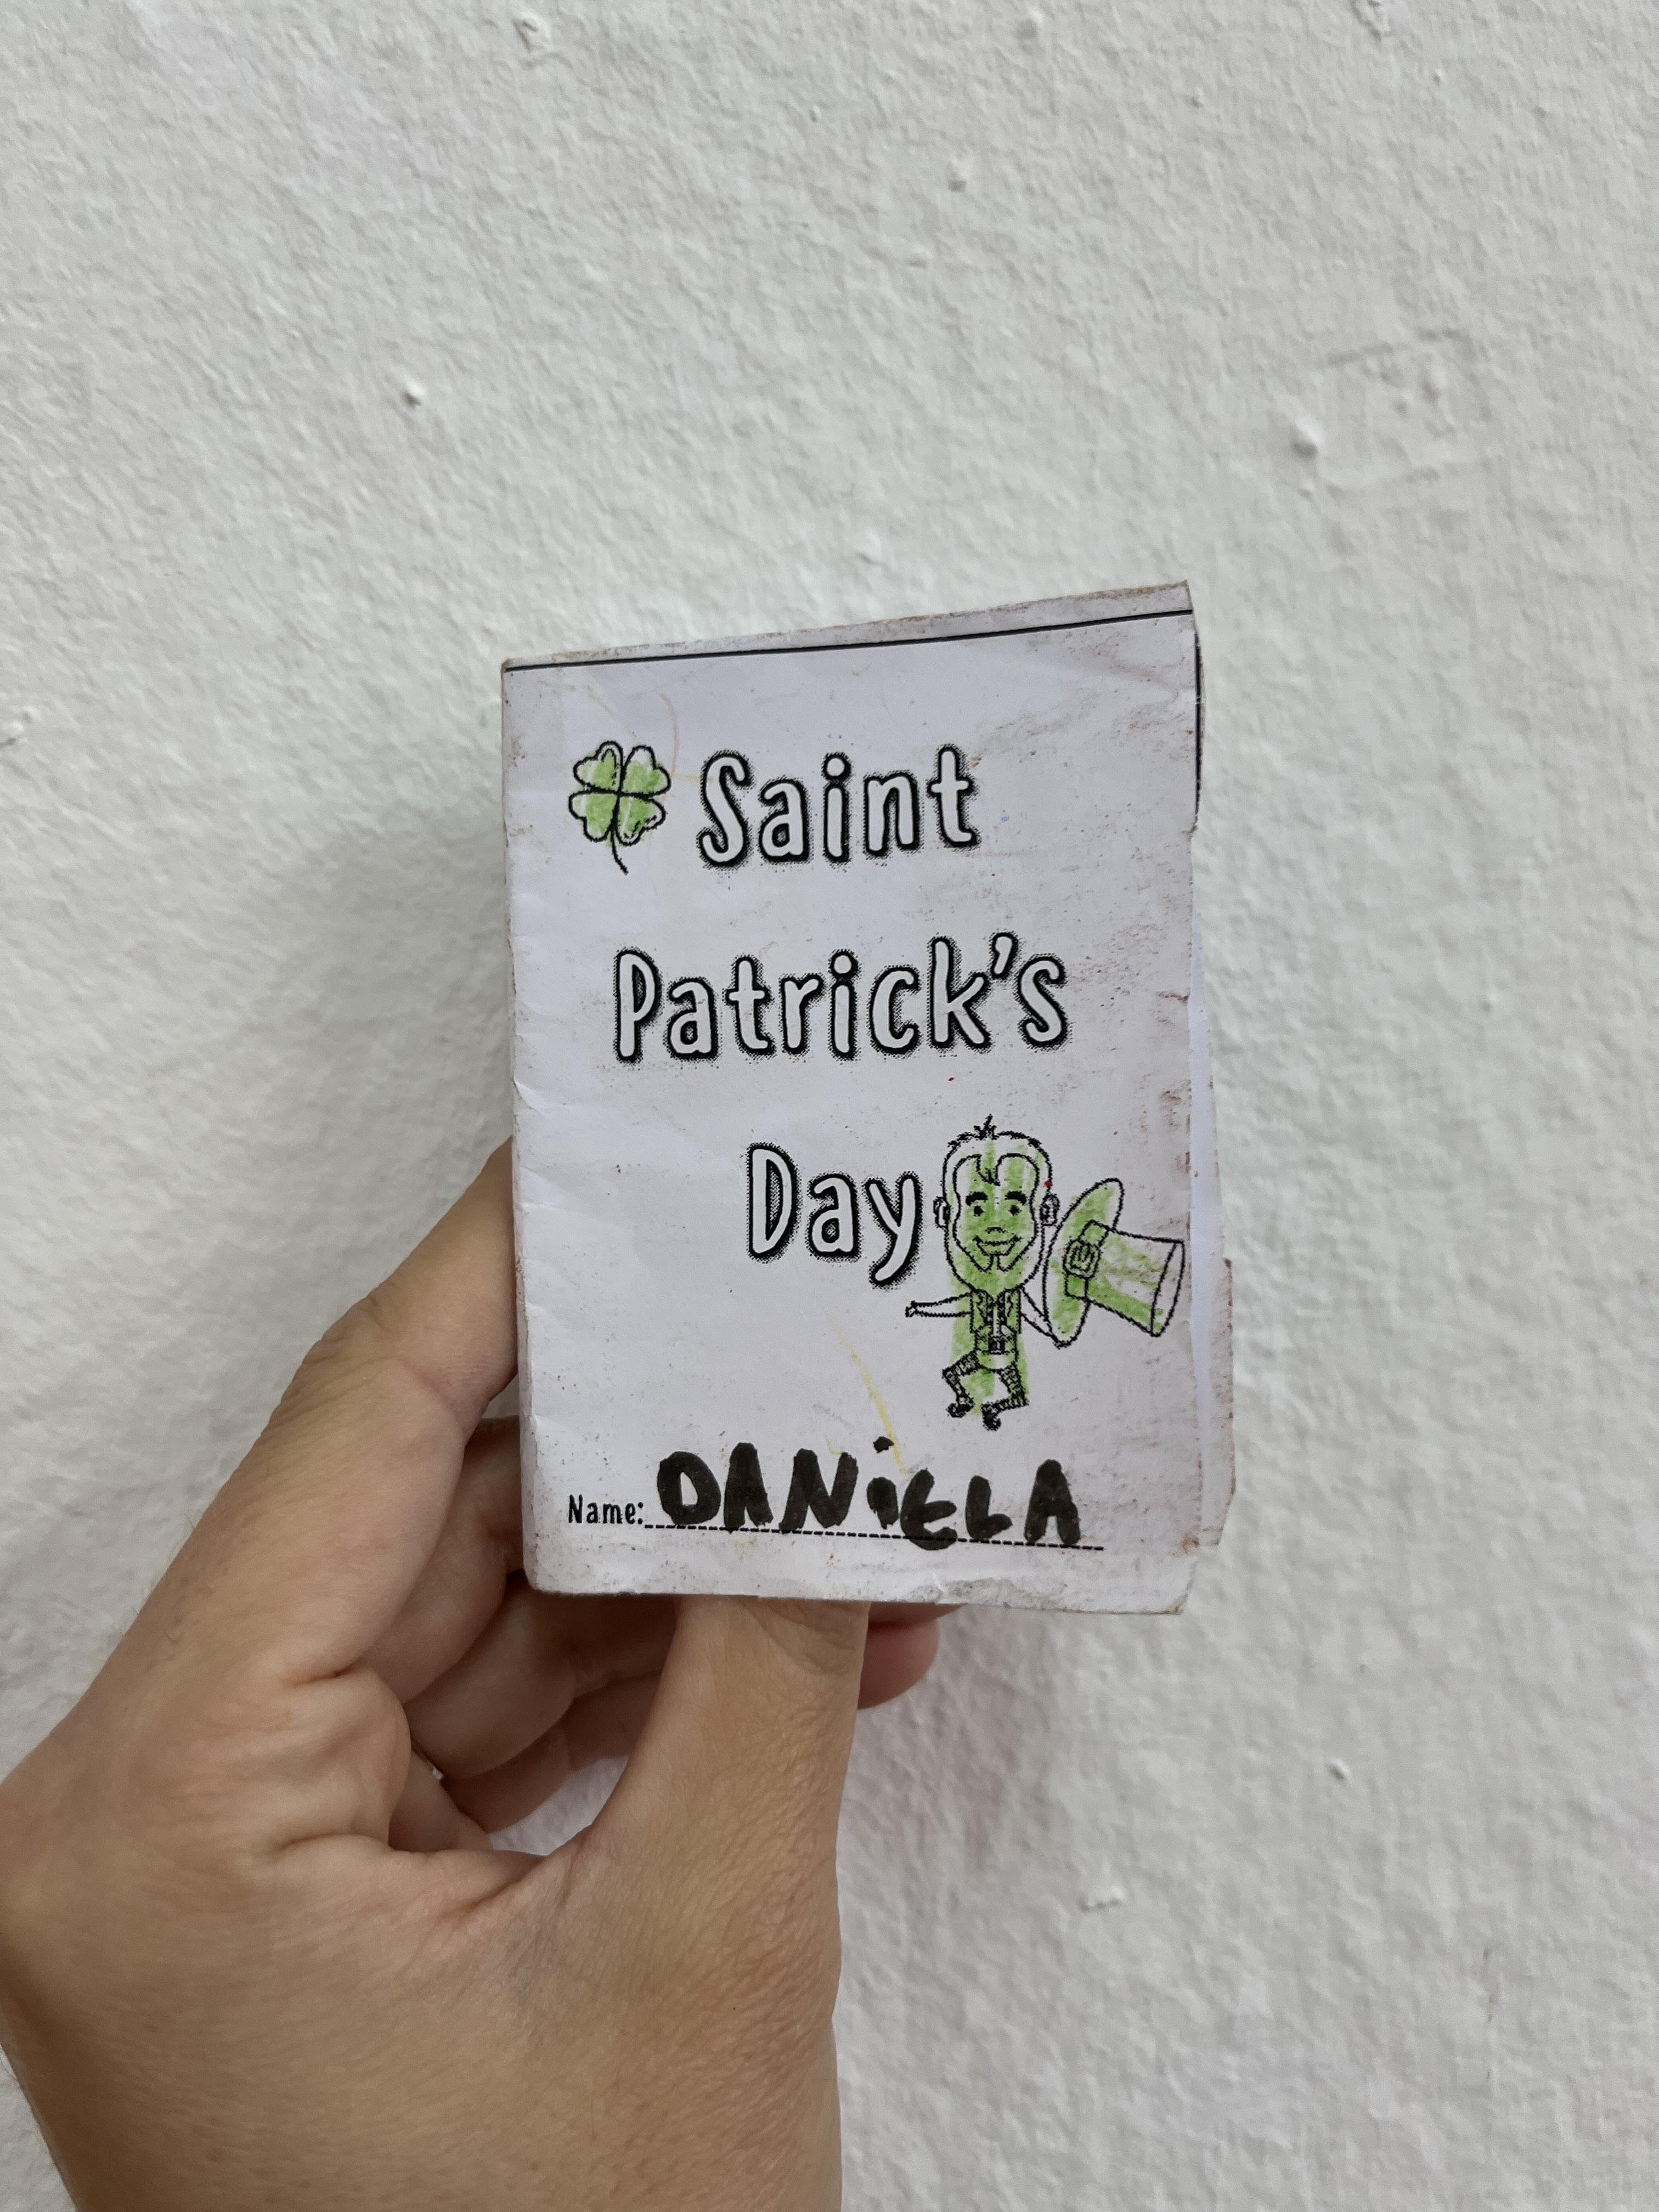 Saint
Patrick's
Day
Name: DANiELA